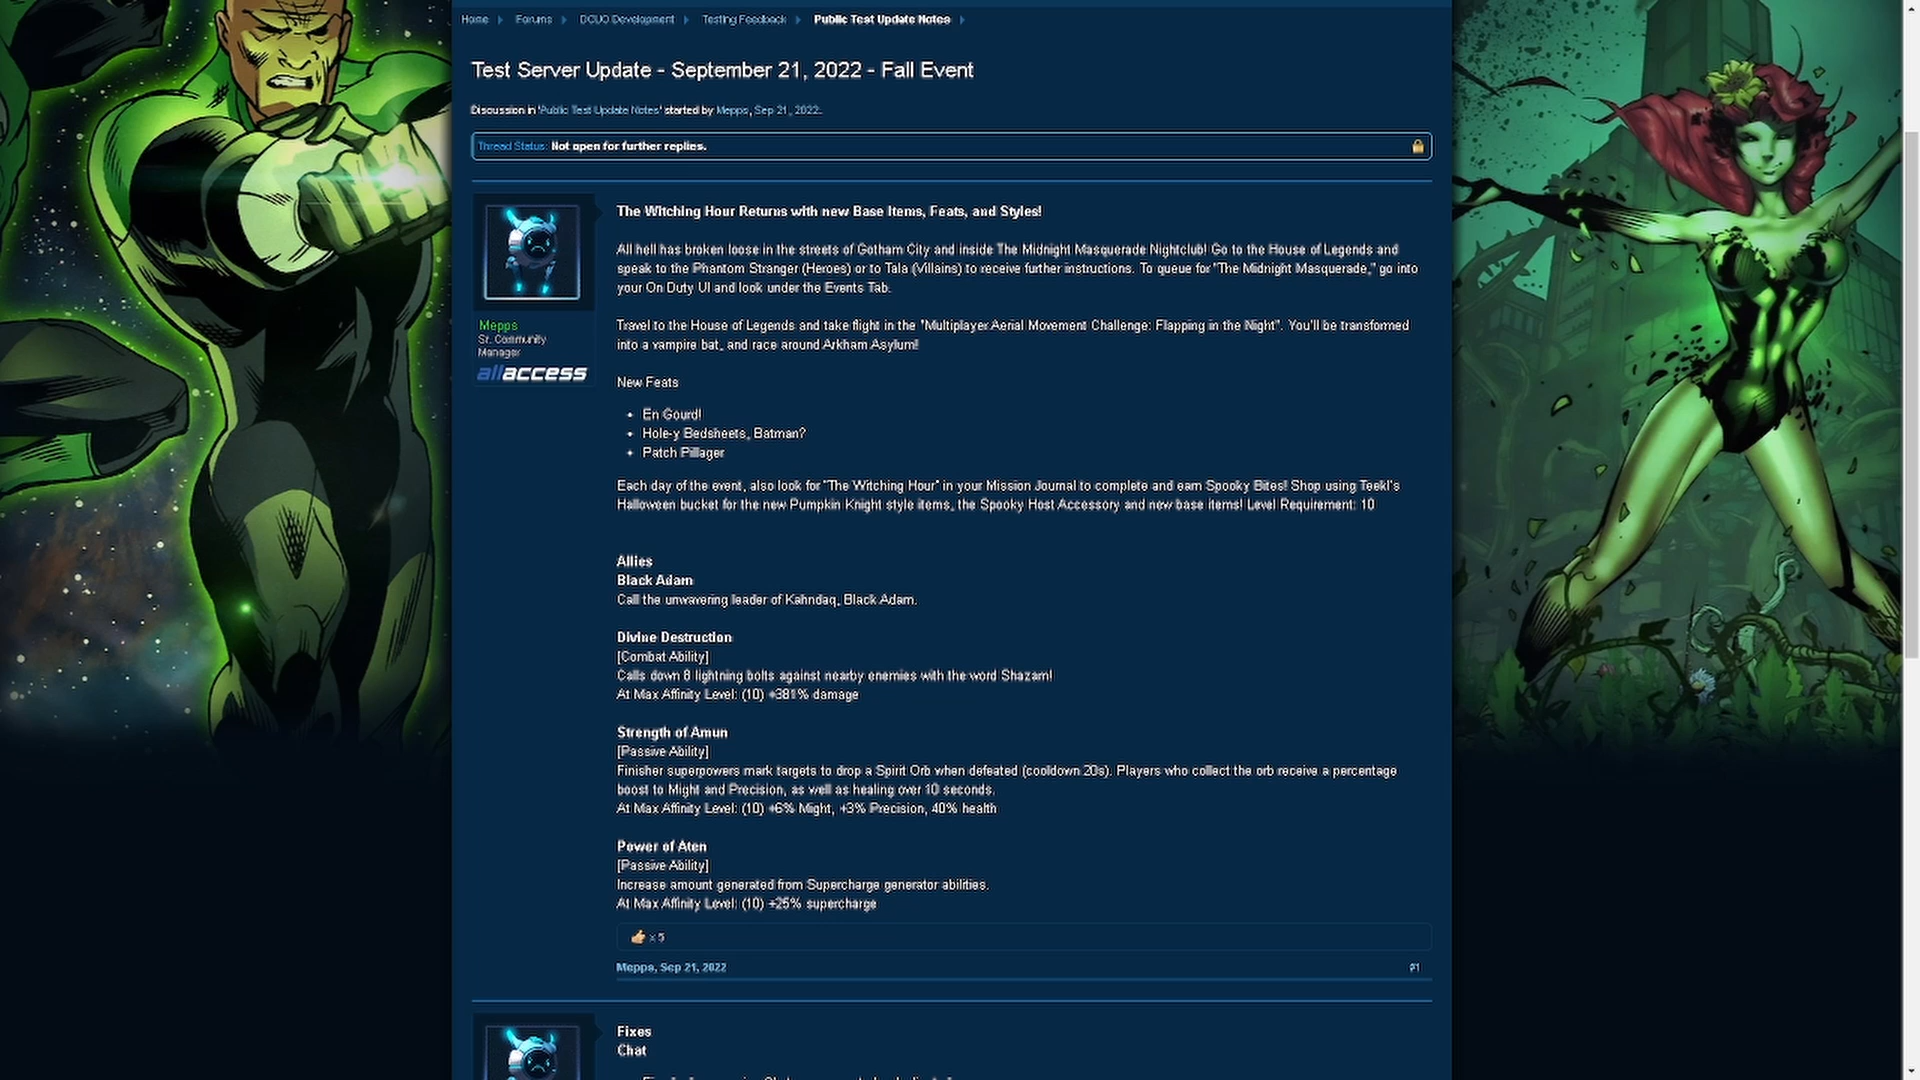 Home Forums DCUO Development Testing Feedback Public Test Update Notes
Test Server Update - September 21, 2022 - Fall Event
Discussion in 'Public Test Update Notes' started by Mepps, Sep 21, 2022.
Thread Status: Not open for further replies.
The Witching Hour Returns with new Base Items, Feats, and Styles!
All hell has broken loose in the streets of Gotham City and inside The Midnight Masquerade Nightclub! Go to the House of Legends and
speak to the Phantom Stranger (Heroes) or to Tala (Villains) to receive further instructions. To queue for "The Midnight Masquerade," go into
your On Duty UI and look under the Events Tab.
Mepps
Sr. Community
Manager
allaccess
Travel to the House of Legends and take flight in the "Multiplayer Aerial Movement Challenge: Flapping in the Night". You'll be transformed
into a vampire bat, and race around Arkham Asylum!
New Feats
• En Gourd!
• Hole-y Bedsheets, Batman?
• Patch Pillager
Each day of the event, also look for "The Witching Hour" in your Mission Journal to complete and earn Spooky Bites! Shop using Teekl's
Halloween bucket for the new Pumpkin Knight style items, the Spooky Host Accessory and new base items! Level Requirement: 10
Allies
Black Adam
Call the unwavering leader of Kahndaq, Black Adam.
Divine Destruction
[Combat Ability]
Calls down 8 lightning bolts against nearby enemies with the word Shazam!
At Max Affinity Level: (10) +381% damage
Strength of Amun
[Passive Ability]
Finisher superpowers mark targets to drop a Spirit Orb when defeated (cooldown 20s). Players who collect the orb receive a percentage
boost to Might and Precision, as well as healing over 10 seconds.
At Max Affinity Level: (10) +6% Might, +3% Precision, 40% health
Power of Aten
[Passive Ability]
Increase amount generated from Supercharge generator abilities.
At Max Affinity Level: (10) +25% supercharge
x 5
Mepps, Sep 21, 2022 #1
Fixes
Chat